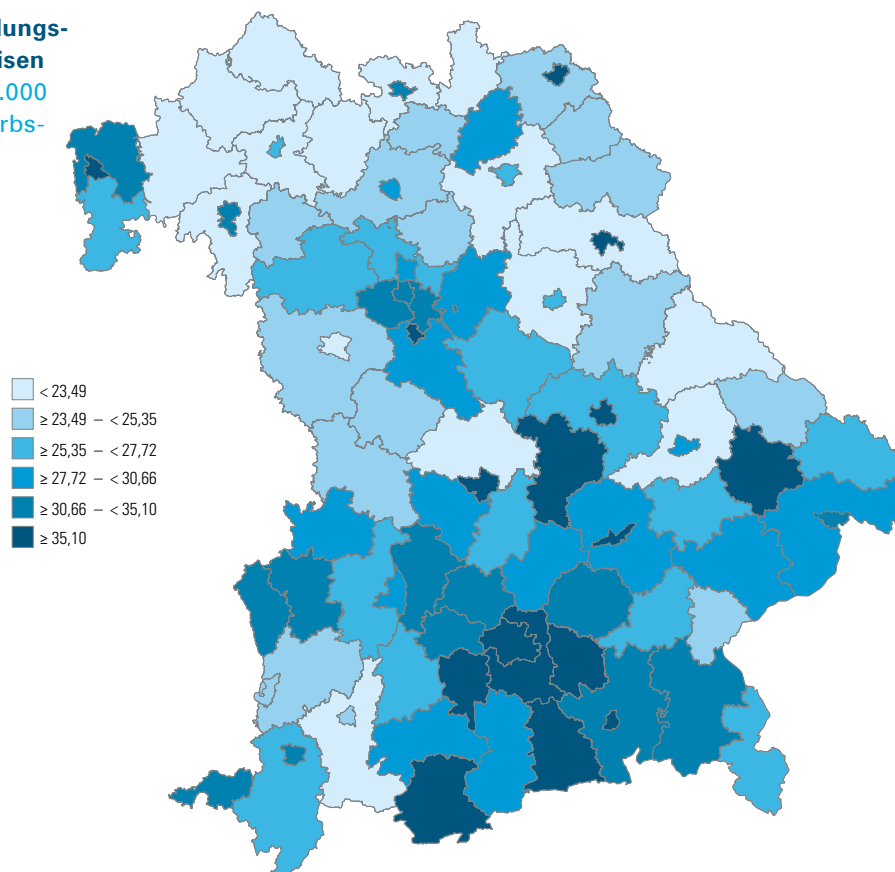 lungs-
isen
.000
rbs-
< 23,49
≥ 23,49 – < 25,35
≥ 25,35 – < 27,72
≥ 27,72 – < 30,66
≥ 30,66 – < 35,10
≥ 35,10